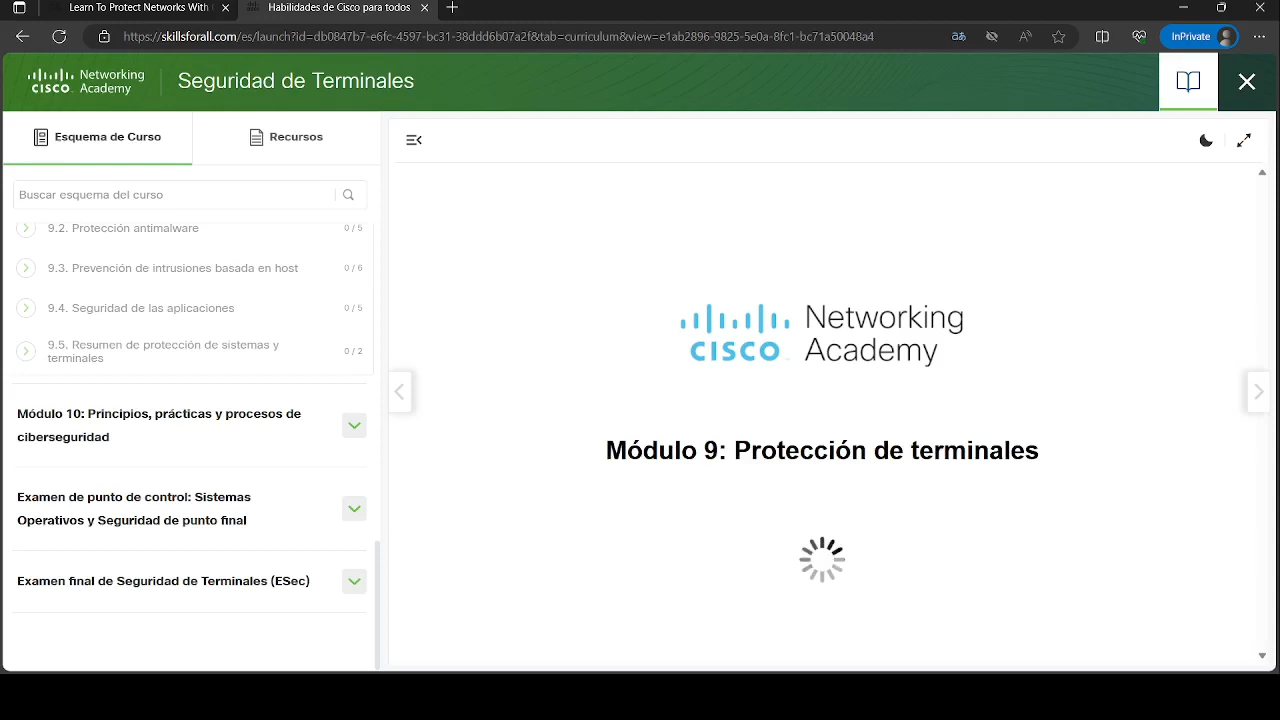 Learn To Protect Networks With
Habilidades de Cisco para todos
https://skillsforall.com/es/launch?id=db0847b7-e6fc-4597-bc31-38ddd6b07a2f&tab=curriculum&view=e1ab2896-9825-5e0a-8fc1-bc71a50048a4
InPrivate
CISCO Networking Academy
Seguridad de Terminales
Esquema de Curso
Recursos
Buscar esquema del curso
9.2. Protección antimalware 0 / 5
9.3. Prevención de intrusiones basada en host 0 / 6
9.4. Seguridad de las aplicaciones 0 / 5
9.5. Resumen de protección de sistemas y
terminales 0 / 2
Módulo 10: Principios, prácticas y procesos de
ciberseguridad
Examen de punto de control: Sistemas
Operativos y Seguridad de punto final
Examen final de Seguridad de Terminales (ESec)
Networking
CISCO Academy
Módulo 9: Protección de terminales